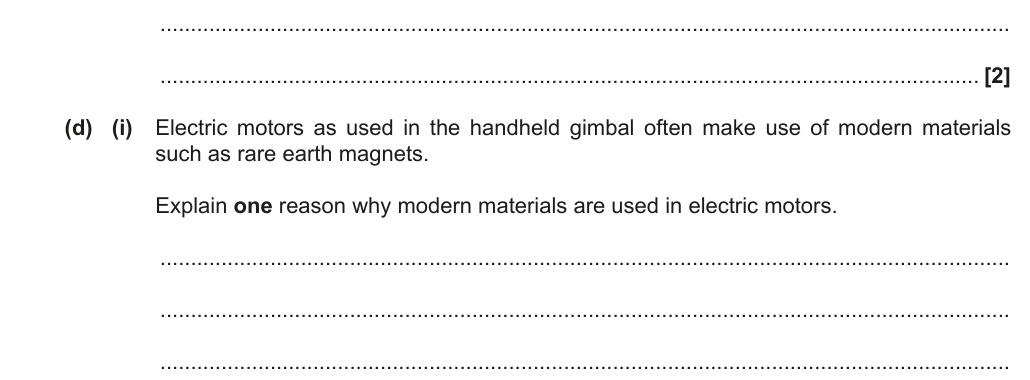 [2]
(d) (i) Electric motors as used in the handheld gimbal often make use of modern materials
such as rare earth magnets.
Explain one reason why modern materials are used in electric motors.